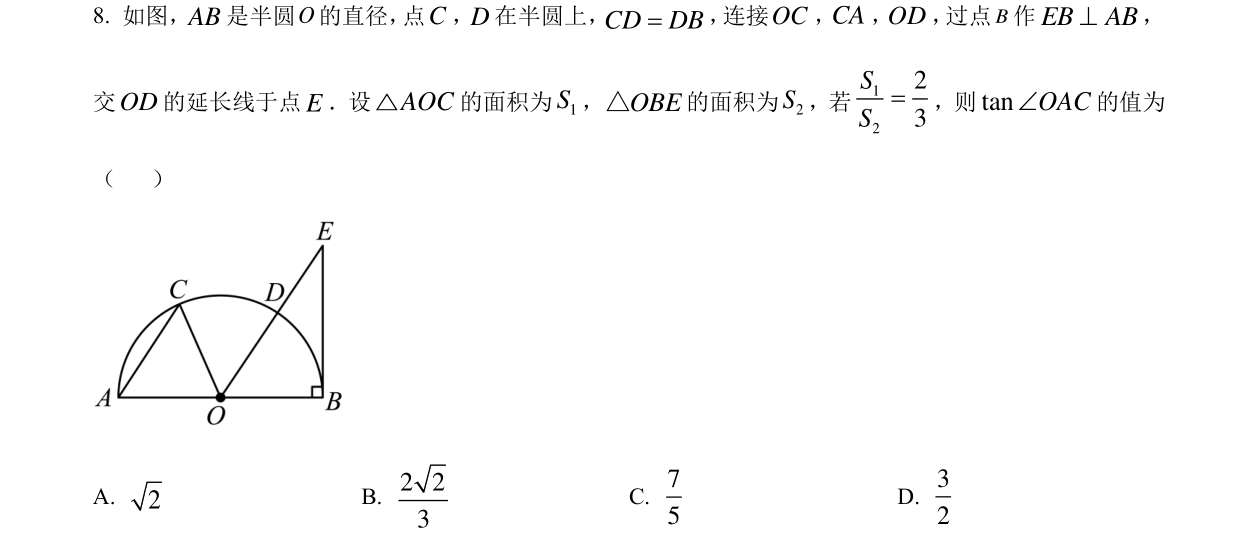 8. 如图，AB 是半圆 O 的直径，点 C，D 在半圆上，CD = DB，连接 OC，CA，OD，过点 B 作 EB ⊥ AB，
交 OD 的延长线于点 E．设 △AOC 的面积为 S₁，△OBE 的面积为 S₂，若 S₁/S₂ = 2/3，则 tan∠OAC 的值为
（ ）
E
C D
A O B
A. √2 B. 2√2/3 C. 7/5 D. 3/2